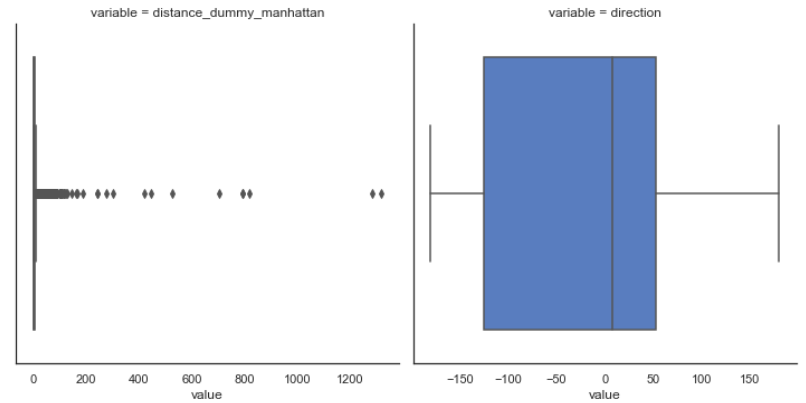 variable = distance_dummy_manhattan
variable = direction
0 200 400 600 800 1000 1200
−150 −100 −50 0 50 100 150
value
value